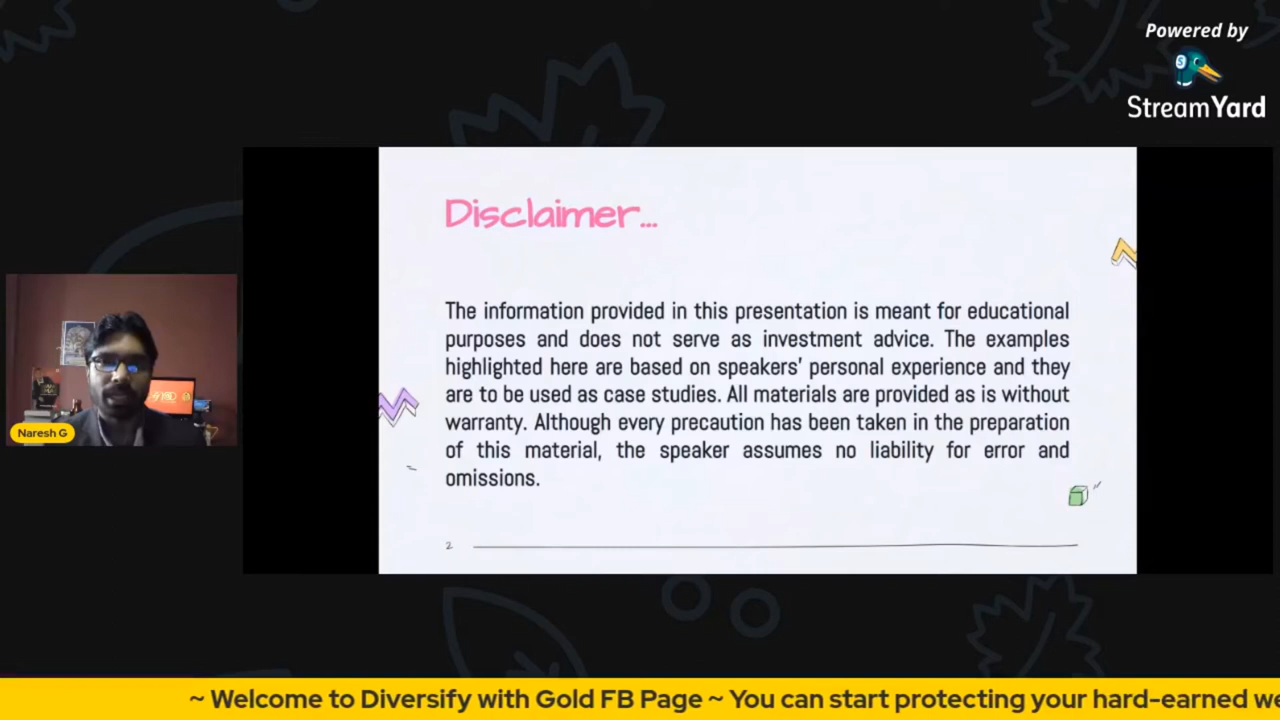 Powered by
StreamYard
Disclaimer...
The information provided in this presentation is meant for educational
purposes and does not serve as investment advice. The examples
highlighted here are based on speakers' personal experience and they
are to be used as case studies. All materials are provided as is without
warranty. Although every precaution has been taken in the preparation
of this material, the speaker assumes no liability for error and
omissions.
2
Naresh G
~ Welcome to Diversify with Gold FB Page ~ You can start protecting your hard-earned we